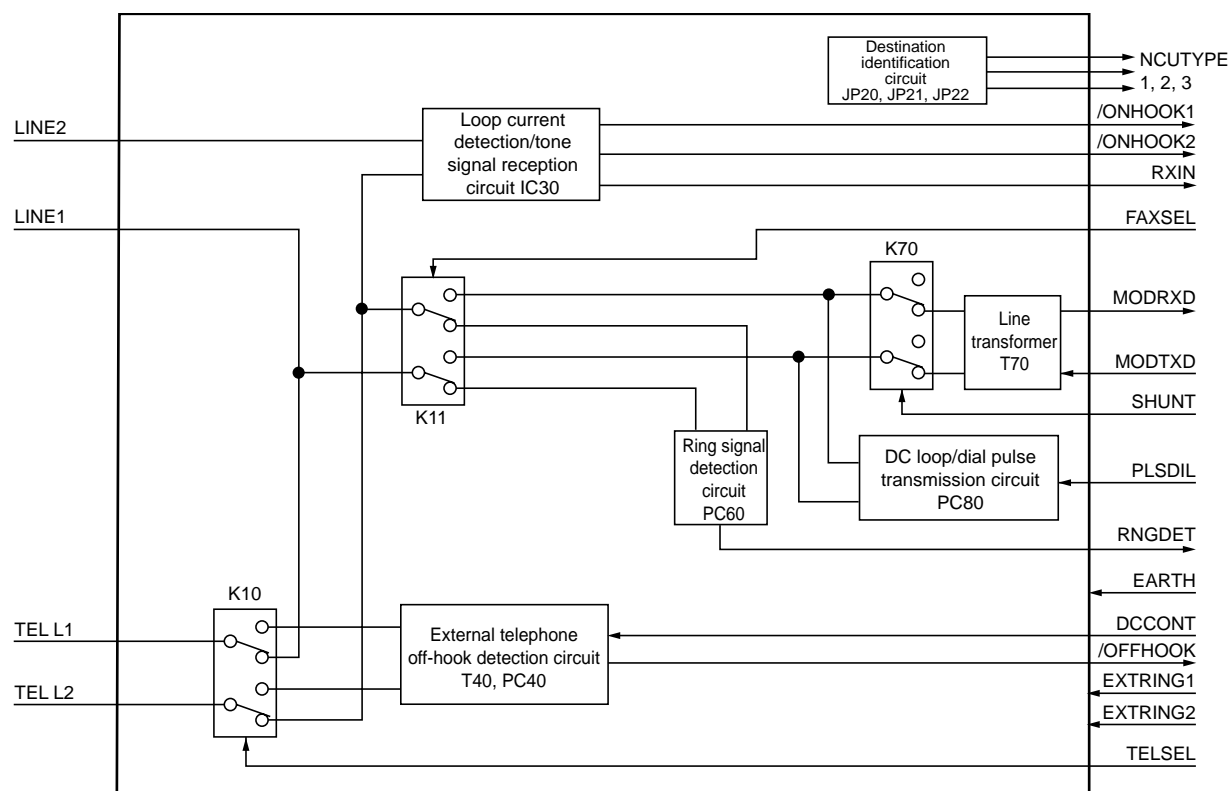 Destination
identification
circuit
JP20, JP21, JP22
NCUTYPE
1, 2, 3
LINE2
Loop current
detection/tone
signal reception
circuit IC30
/ONHOOK1
/ONHOOK2
RXIN
LINE1
FAXSEL
K11
K70
Line
transformer
T70
MODRXD
MODTXD
SHUNT
Ring signal
detection
circuit
PC60
DC loop/dial pulse
transmission circuit
PC80
PLSDIL
RNGDET
EARTH
K10
TEL L1
TEL L2
External telephone
off-hook detection circuit
T40, PC40
DCCONT
/OFFHOOK
EXTRING1
EXTRING2
TELSEL